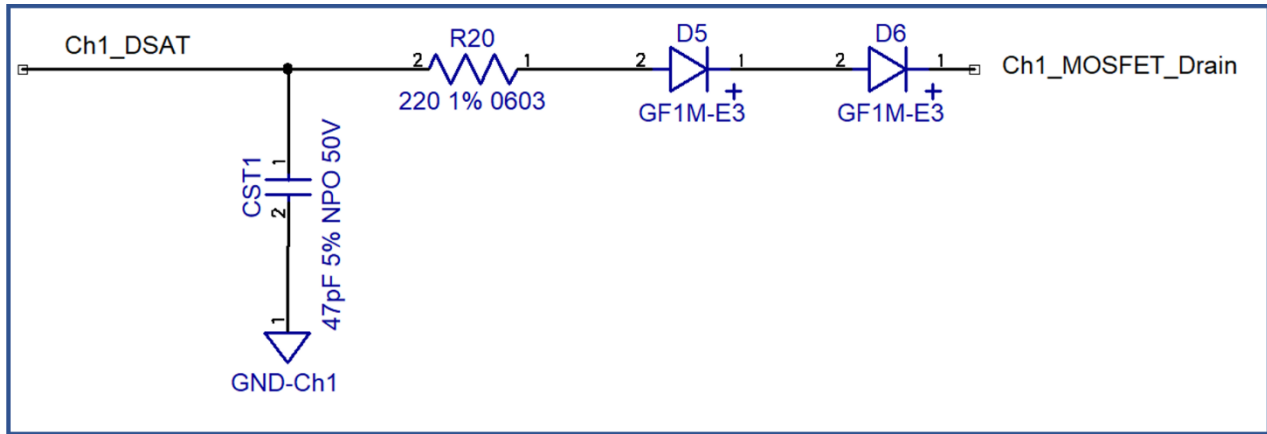 Ch1_DSAT
2
R20
1
220 1% 0603
2
D5
1
+
GF1M-E3
2
D6
1
+
GF1M-E3
Ch1_MOSFET_Drain
CST1
1
2
47pF 5% NPO 50V
1
GND-Ch1